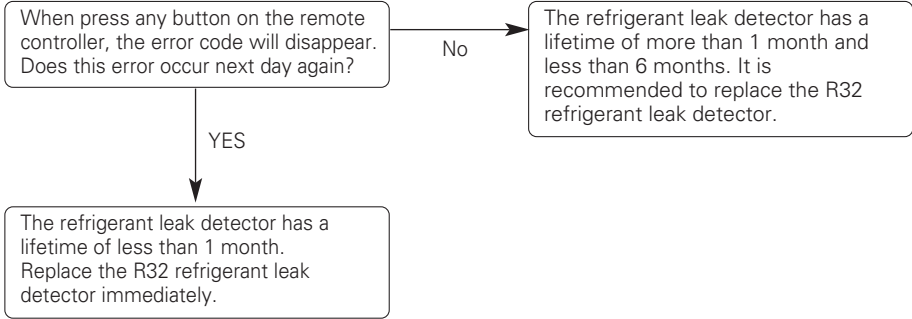 When press any button on the remote
controller, the error code will disappear.
Does this error occur next day again?
No
The refrigerant leak detector has a
lifetime of more than 1 month and
less than 6 months. It is
recommended to replace the R32
refrigerant leak detector.
YES
The refrigerant leak detector has a
lifetime of less than 1 month.
Replace the R32 refrigerant leak
detector immediately.